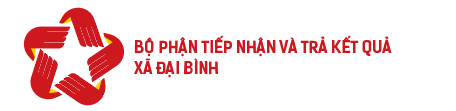 BỘ PHẬN TIẾP NHẬN VÀ TRẢ KẾT QUẢ
XÃ ĐẠI BÌNH